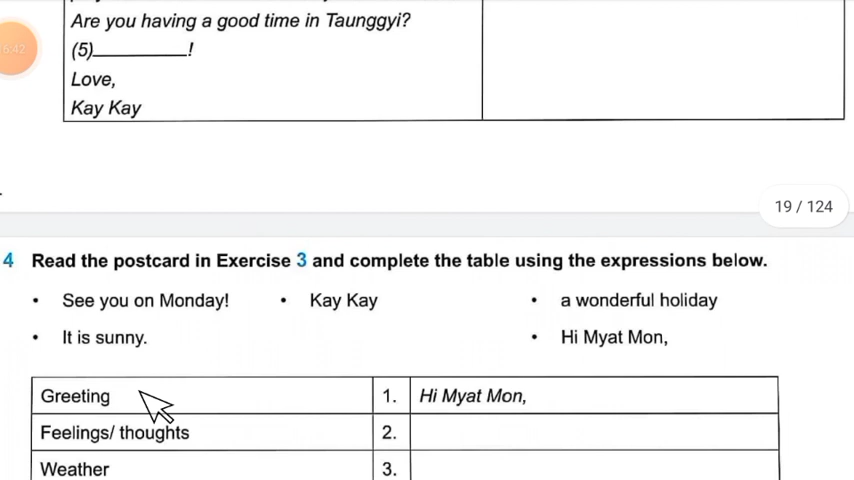 Are you having a good time in Taunggyi?
(5)__________!
Love,
Kay Kay
19 / 124
4 Read the postcard in Exercise 3 and complete the table using the expressions below.
• See you on Monday! • Kay Kay • a wonderful holiday
• It is sunny. • Hi Myat Mon,
Greeting 1. Hi Myat Mon,
Feelings/ thoughts 2.
Weather 3.